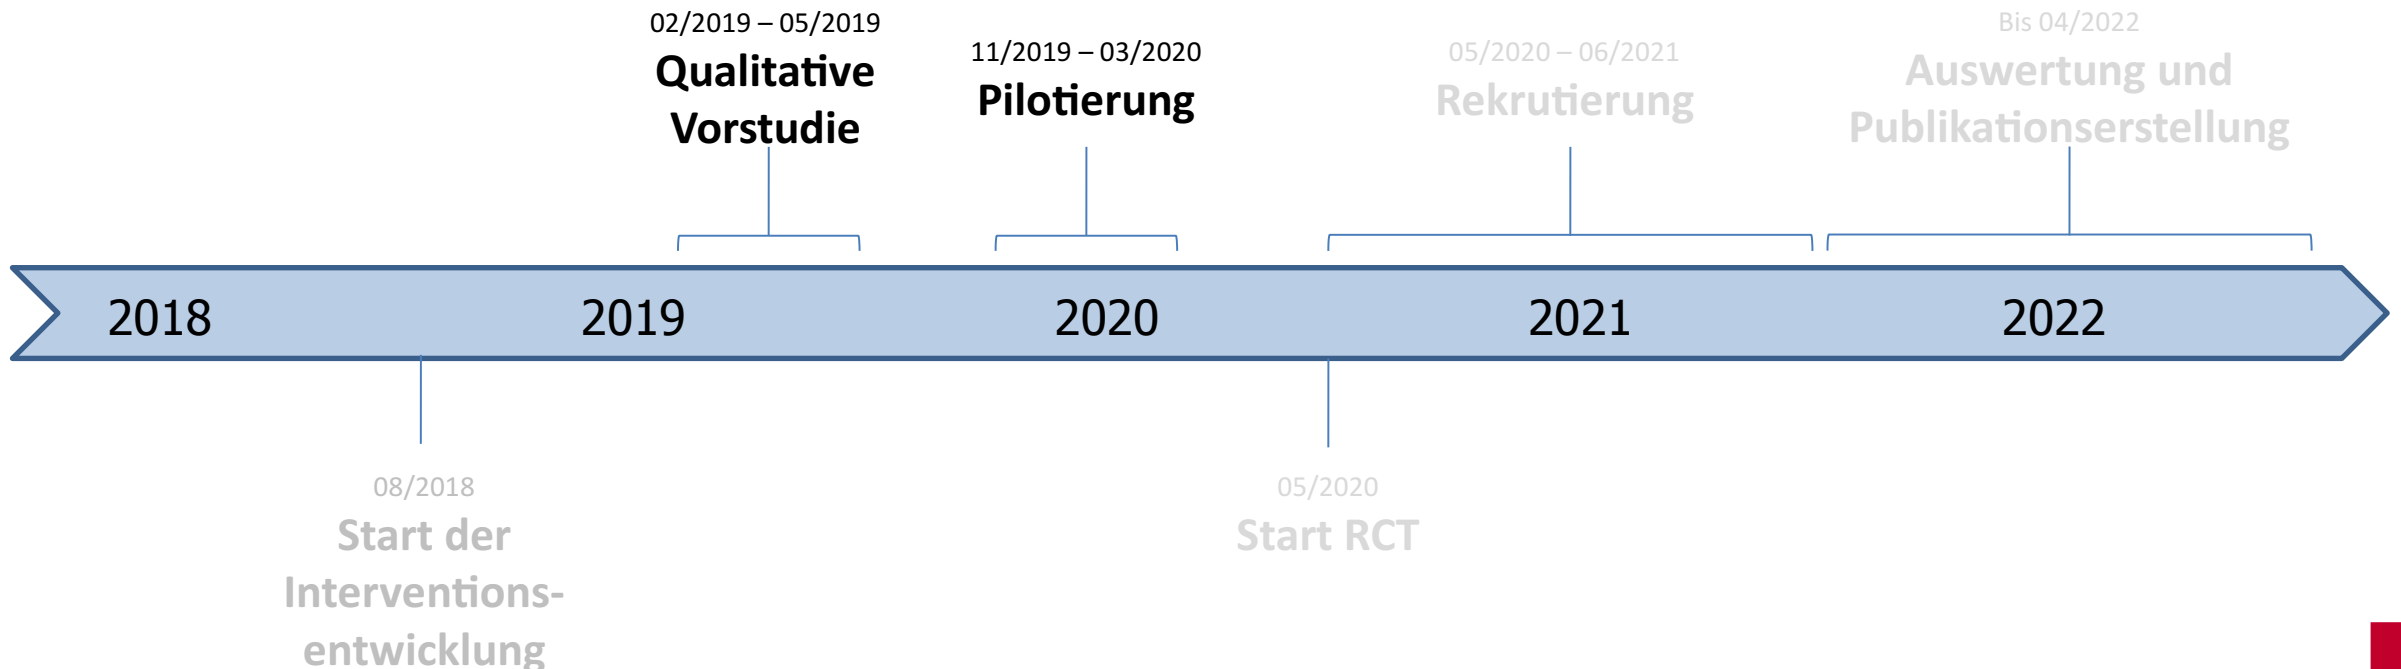 02/2019 – 05/2019
Qualitative
Vorstudie
11/2019 – 03/2020
Pilotierung
05/2020 – 06/2021
Rekrutierung
Bis 04/2022
Auswertung und
Publikationserstellung
2018
2019
2020
2021
2022
08/2018
Start der
Interventions-
entwicklung
05/2020
Start RCT